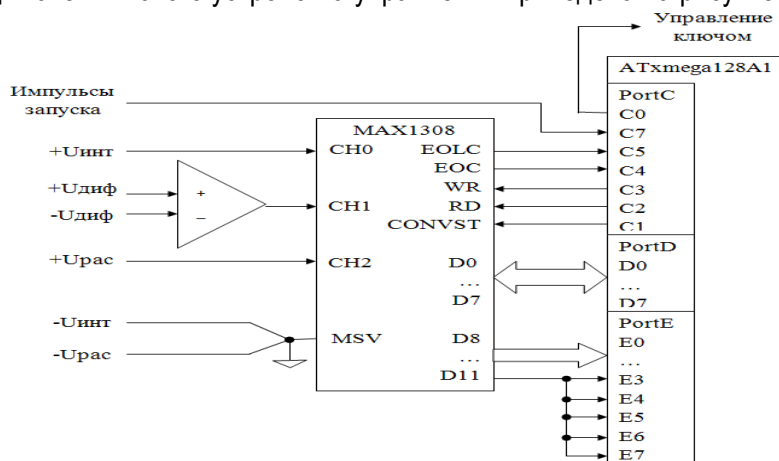 Управление
ключом
ATxmega128A1
Импульсы
запуска
PortC
C0
C7
C5
C4
C3
C2
C1
MAX1308
CH0
EOLC
EOC
WR
RD
CONVST
CH1
CH2
MSV
D0
...
D7
D8
...
D11
+Uинт
+Uдиф
-Uдиф
+
–
+Uрас
-Uинт
-Uрас
PortD
D0
...
D7
PortE
E0
...
E3
E4
E5
E6
E7